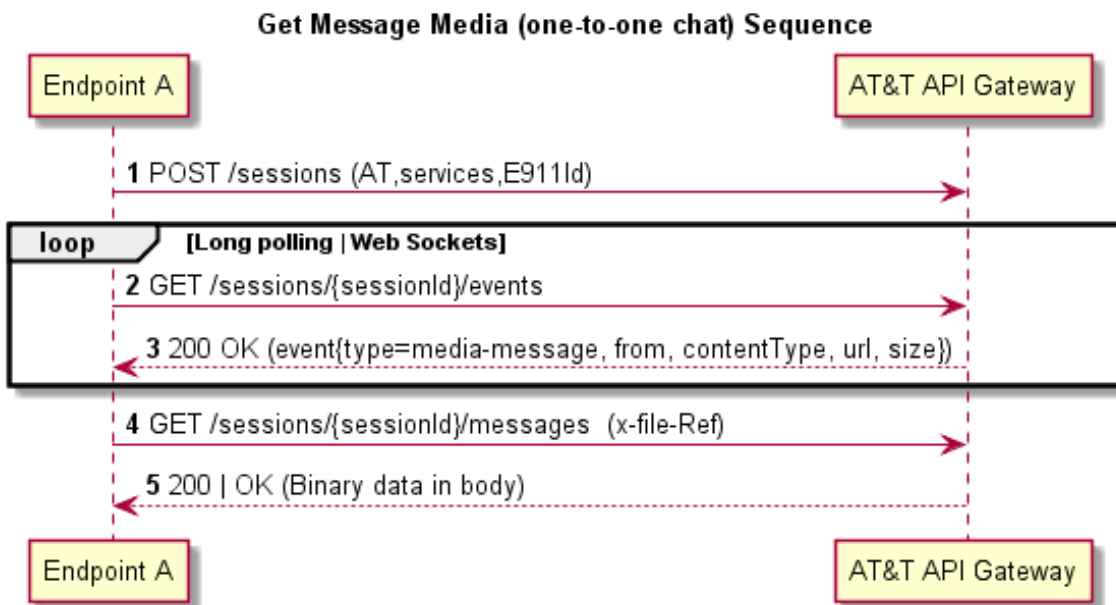 Get Message Media (one-to-one chat) Sequence
Endpoint A
AT&T API Gateway
1 POST /sessions (AT,services,E911Id)
loop
[Long polling | Web Sockets]
2 GET /sessions/{sessionId}/events
3 200 OK (event{type=media-message, from, contentType, url, size})
4 GET /sessions/{sessionId}/messages (x-file-Ref)
5 200 | OK (Binary data in body)
Endpoint A
AT&T API Gateway